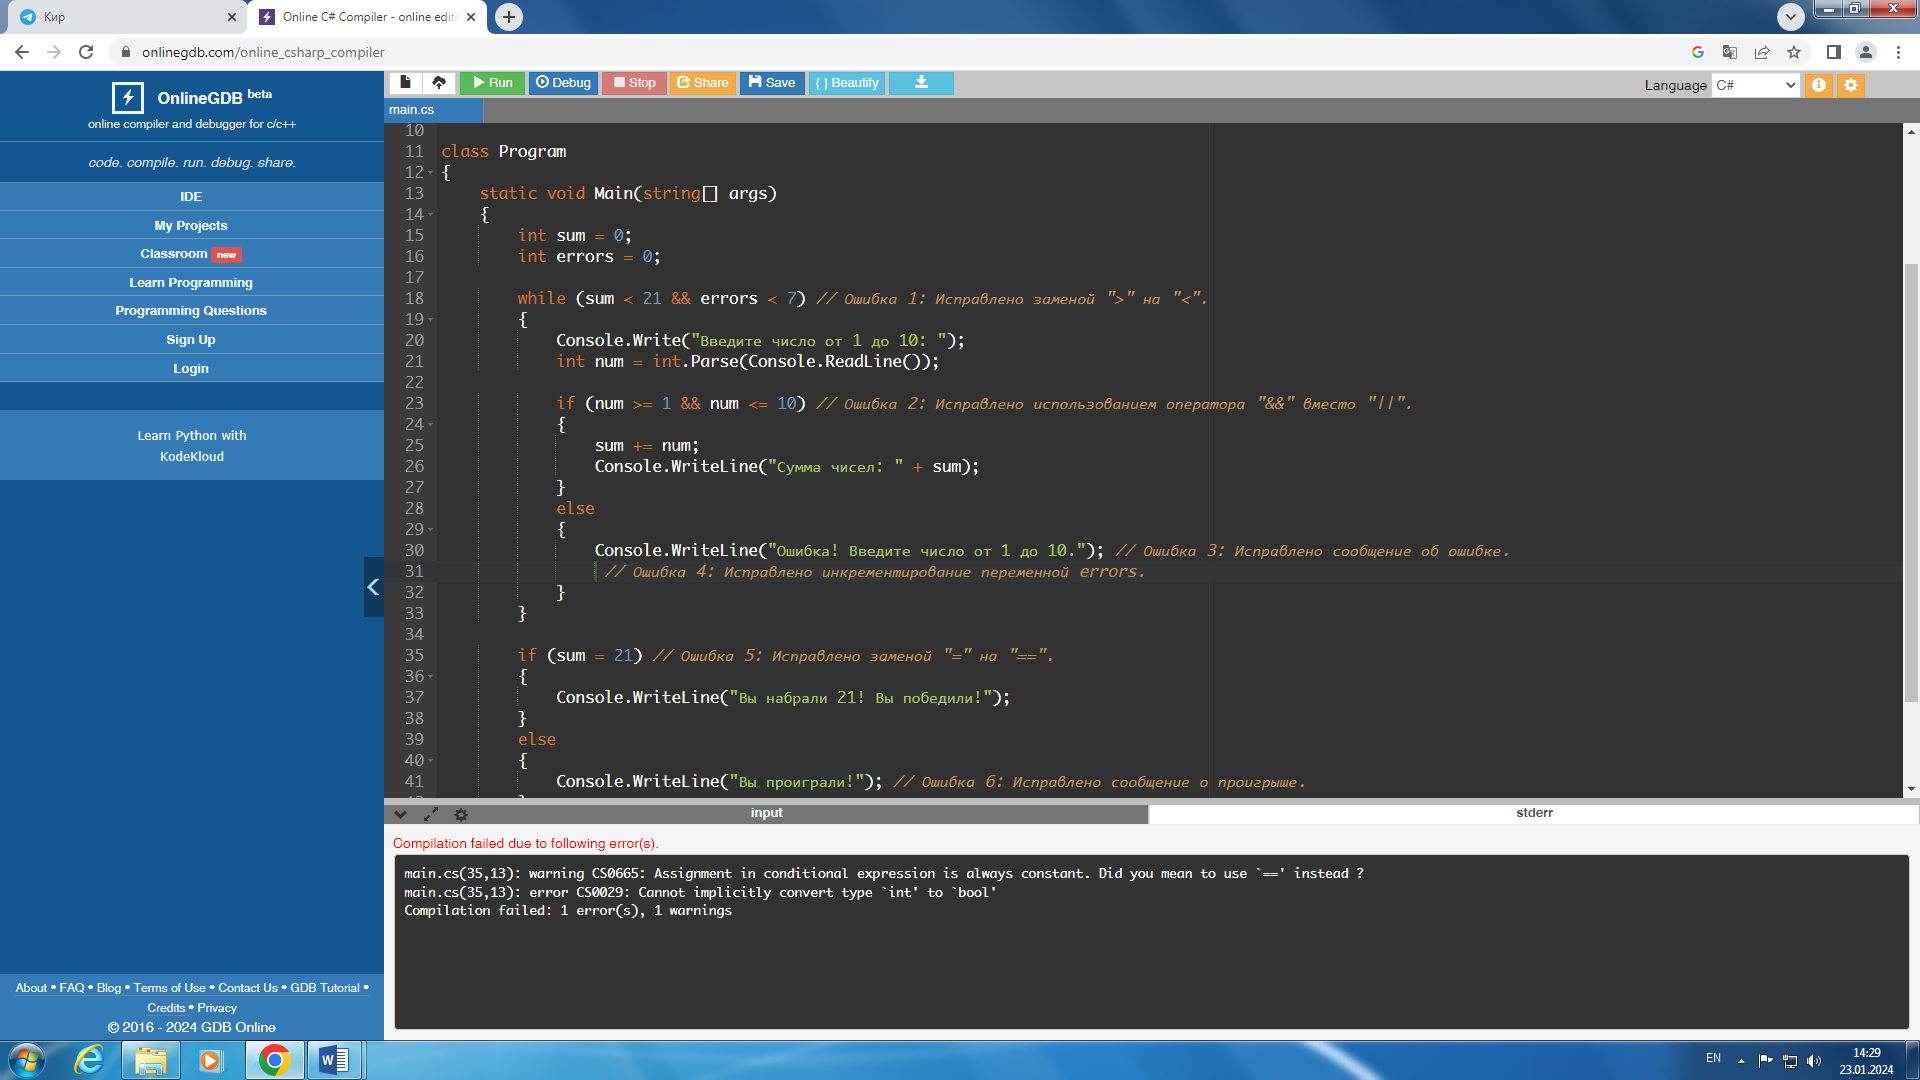 Кир
Online C# Compiler - online edit
onlinegdb.com/online_csharp_compiler
OnlineGDB beta
online compiler and debugger for c/c++
code. compile. run. debug. share.
IDE
My Projects
Classroom new
Learn Programming
Programming Questions
Sign Up
Login
Learn Python with
KodeKloud
About • FAQ • Blog • Terms of Use • Contact Us • GDB Tutorial •
Credits • Privacy
© 2016 - 2024 GDB Online
Run Debug Stop Share Save { } Beautify
Language C#
main.cs
10
11 class Program
12 {
13 static void Main(string[] args)
14 {
15 int sum = 0;
16 int errors = 0;
17
18 while (sum < 21 && errors < 7) // Ошибка 1: Исправлено заменой ">" на "<".
19 {
20 Console.Write("Введите число от 1 до 10: ");
21 int num = int.Parse(Console.ReadLine());
22
23 if (num >= 1 && num <= 10) // Ошибка 2: Исправлено использованием оператора "&&" вместо "||".
24 {
25 sum += num;
26 Console.WriteLine("Сумма чисел: " + sum);
27 }
28 else
29 {
30 Console.WriteLine("Ошибка! Введите число от 1 до 10."); // Ошибка 3: Исправлено сообщение об ошибке.
31 // Ошибка 4: Исправлено инкрементирование переменной errors.
32 }
33 }
34
35 if (sum = 21) // Ошибка 5: Исправлено заменой "=" на "==".
36 {
37 Console.WriteLine("Вы набрали 21! Вы победили!");
38 }
39 else
40 {
41 Console.WriteLine("Вы проиграли!"); // Ошибка 6: Исправлено сообщение о проигрыше.
input
stderr
Compilation failed due to following error(s).
main.cs(35,13): warning CS0665: Assignment in conditional expression is always constant. Did you mean to use `==' instead ?
main.cs(35,13): error CS0029: Cannot implicitly convert type `int' to `bool'
Compilation failed: 1 error(s), 1 warnings
EN
14:29
23.01.2024